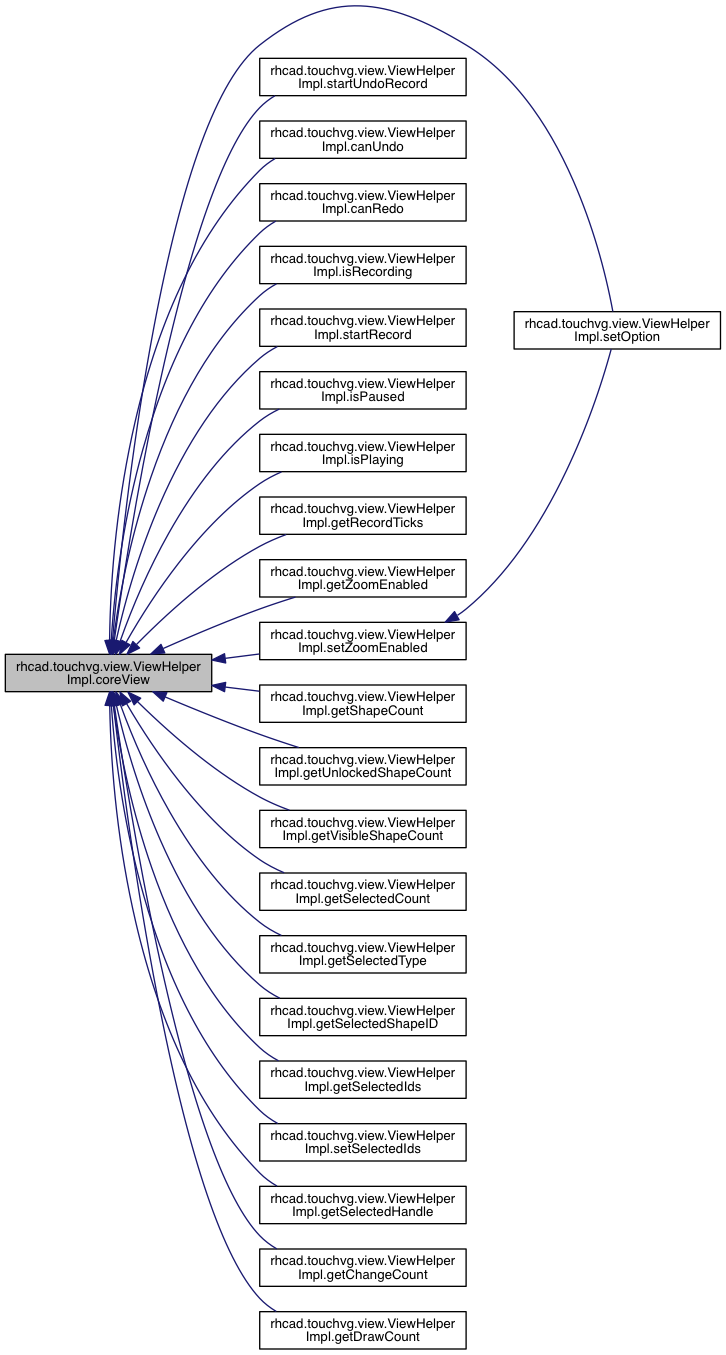 rhcad.touchvg.view.ViewHelper
Impl.startUndoRecord
rhcad.touchvg.view.ViewHelper
Impl.canUndo
rhcad.touchvg.view.ViewHelper
Impl.canRedo
rhcad.touchvg.view.ViewHelper
Impl.isRecording
rhcad.touchvg.view.ViewHelper
Impl.startRecord
rhcad.touchvg.view.ViewHelper
Impl.setOption
rhcad.touchvg.view.ViewHelper
Impl.isPaused
rhcad.touchvg.view.ViewHelper
Impl.isPlaying
rhcad.touchvg.view.ViewHelper
Impl.getRecordTicks
rhcad.touchvg.view.ViewHelper
Impl.getZoomEnabled
rhcad.touchvg.view.ViewHelper
Impl.setZoomEnabled
rhcad.touchvg.view.ViewHelper
Impl.coreView
rhcad.touchvg.view.ViewHelper
Impl.getShapeCount
rhcad.touchvg.view.ViewHelper
Impl.getUnlockedShapeCount
rhcad.touchvg.view.ViewHelper
Impl.getVisibleShapeCount
rhcad.touchvg.view.ViewHelper
Impl.getSelectedCount
rhcad.touchvg.view.ViewHelper
Impl.getSelectedType
rhcad.touchvg.view.ViewHelper
Impl.getSelectedShapeID
rhcad.touchvg.view.ViewHelper
Impl.getSelectedIds
rhcad.touchvg.view.ViewHelper
Impl.setSelectedIds
rhcad.touchvg.view.ViewHelper
Impl.getSelectedHandle
rhcad.touchvg.view.ViewHelper
Impl.getChangeCount
rhcad.touchvg.view.ViewHelper
Impl.getDrawCount